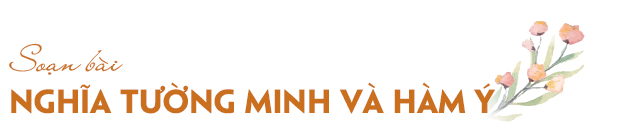 Soạn bài
NGHĨA TƯỜNG MINH VÀ HÀM Ý